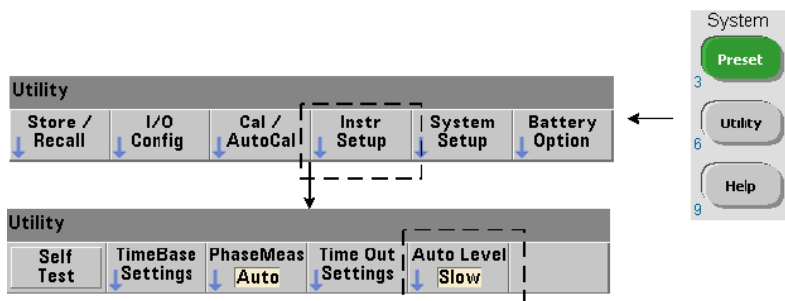 System
Preset
3
Utility
Store / I/O Cal / Instr System Battery
Recall Config AutoCal Setup Setup Option
Utility
6
Help
9
Utility
Self TimeBase PhaseMeas Time Out Auto Level
Test Settings Auto Settings Slow